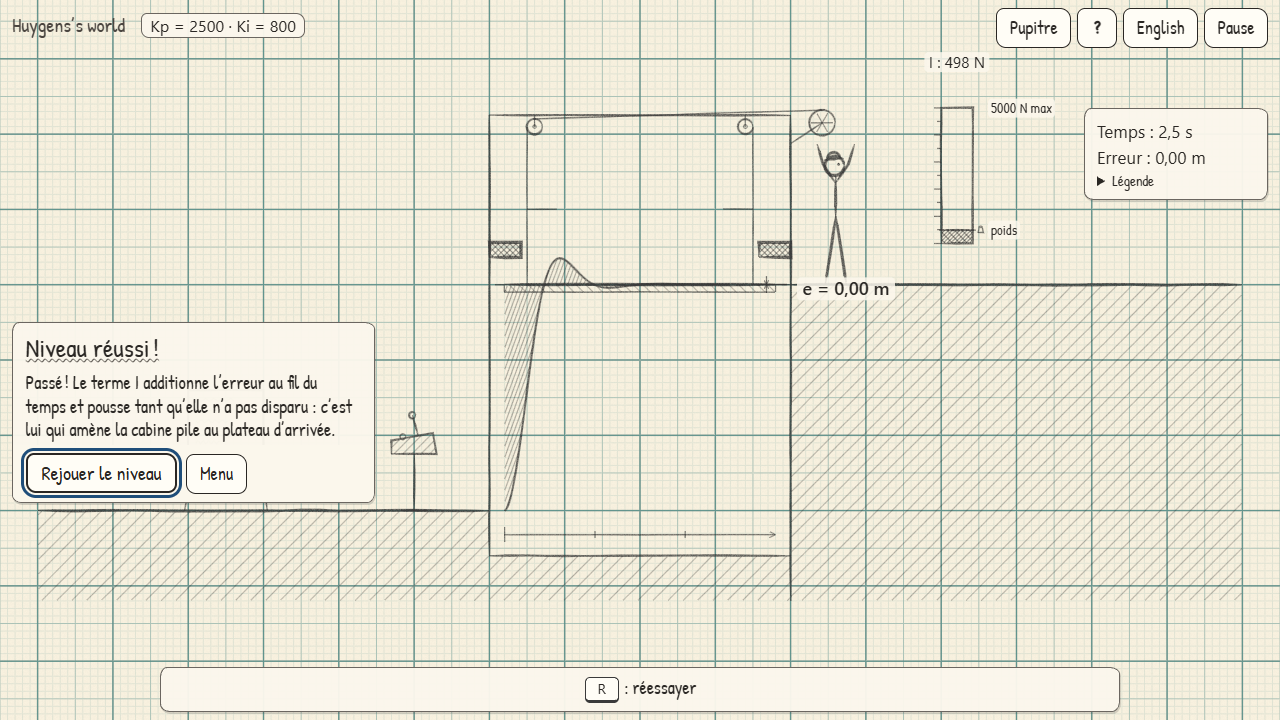 Huygens's world
Kp = 2500 · Ki = 800
Pupitre
?
English
Pause
I : 498 N
5000 N max
poids
Temps : 2,5 s
Erreur : 0,00 m
Légende
e = 0,00 m
Niveau réussi !
Passé ! Le terme I additionne l'erreur au fil du
temps et pousse tant qu'elle n'a pas disparu : c'est
lui qui amène la cabine pile au plateau d'arrivée.
Rejouer le niveau
Menu
R : réessayer